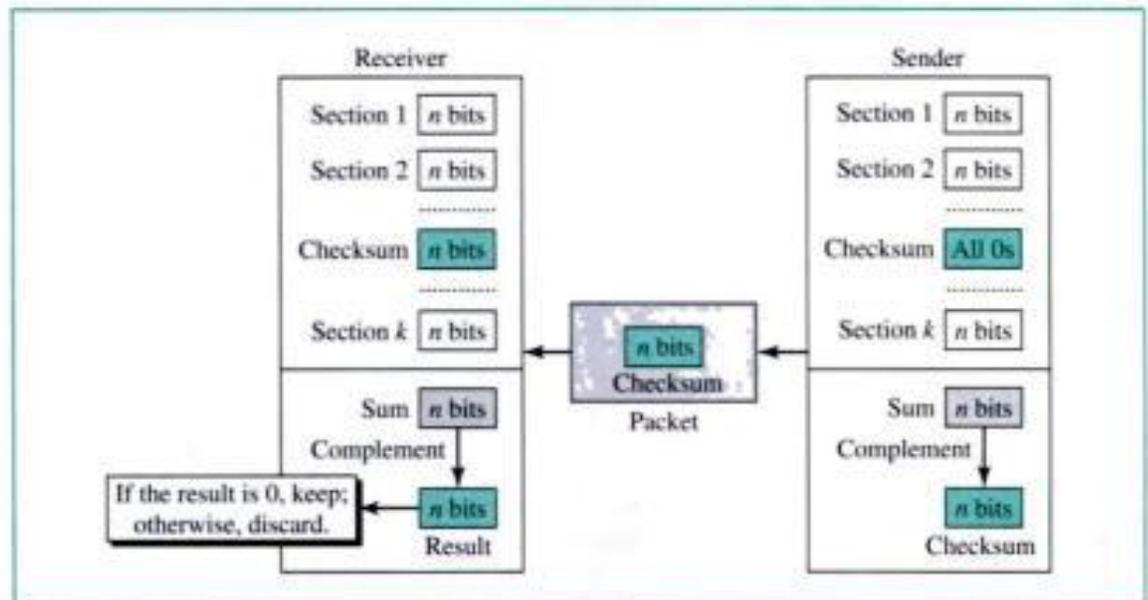 Receiver
Section 1 n bits
Section 2 n bits
Checksum n bits
Section k n bits
Sum n bits
Complement
n bits
Result
If the result is 0, keep;
otherwise, discard.
n bits
Checksum
Packet
Sender
Section 1 n bits
Section 2 n bits
Checksum All 0s
Section k n bits
Sum n bits
Complement
n bits
Checksum